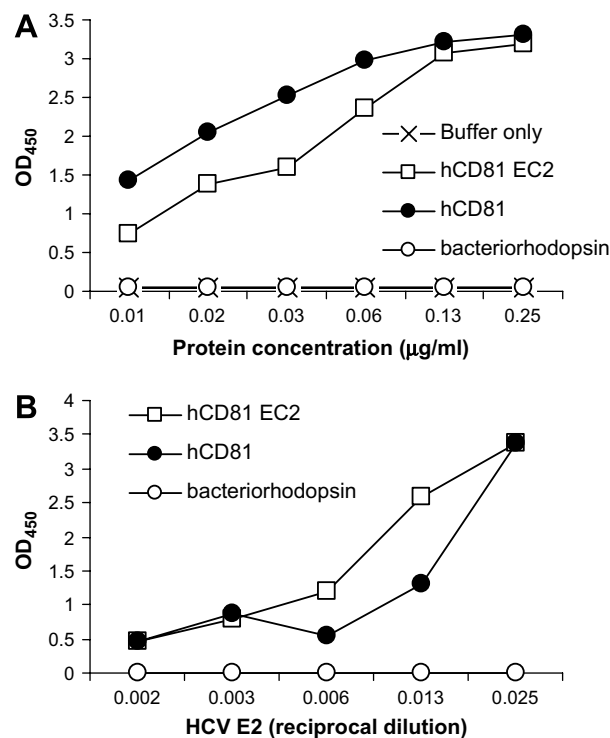 A
3.5
3
2.5
2
1.5
1
0.5
0
OD450
Buffer only
hCD81 EC2
hCD81
bacteriorhodopsin
0.01 0.02 0.03 0.06 0.13 0.25
Protein concentration (μg/ml)
B
4
3.5
3
2.5
2
1.5
1
0.5
0
OD450
hCD81 EC2
hCD81
bacteriorhodopsin
0.002 0.003 0.006 0.013 0.025
HCV E2 (reciprocal dilution)